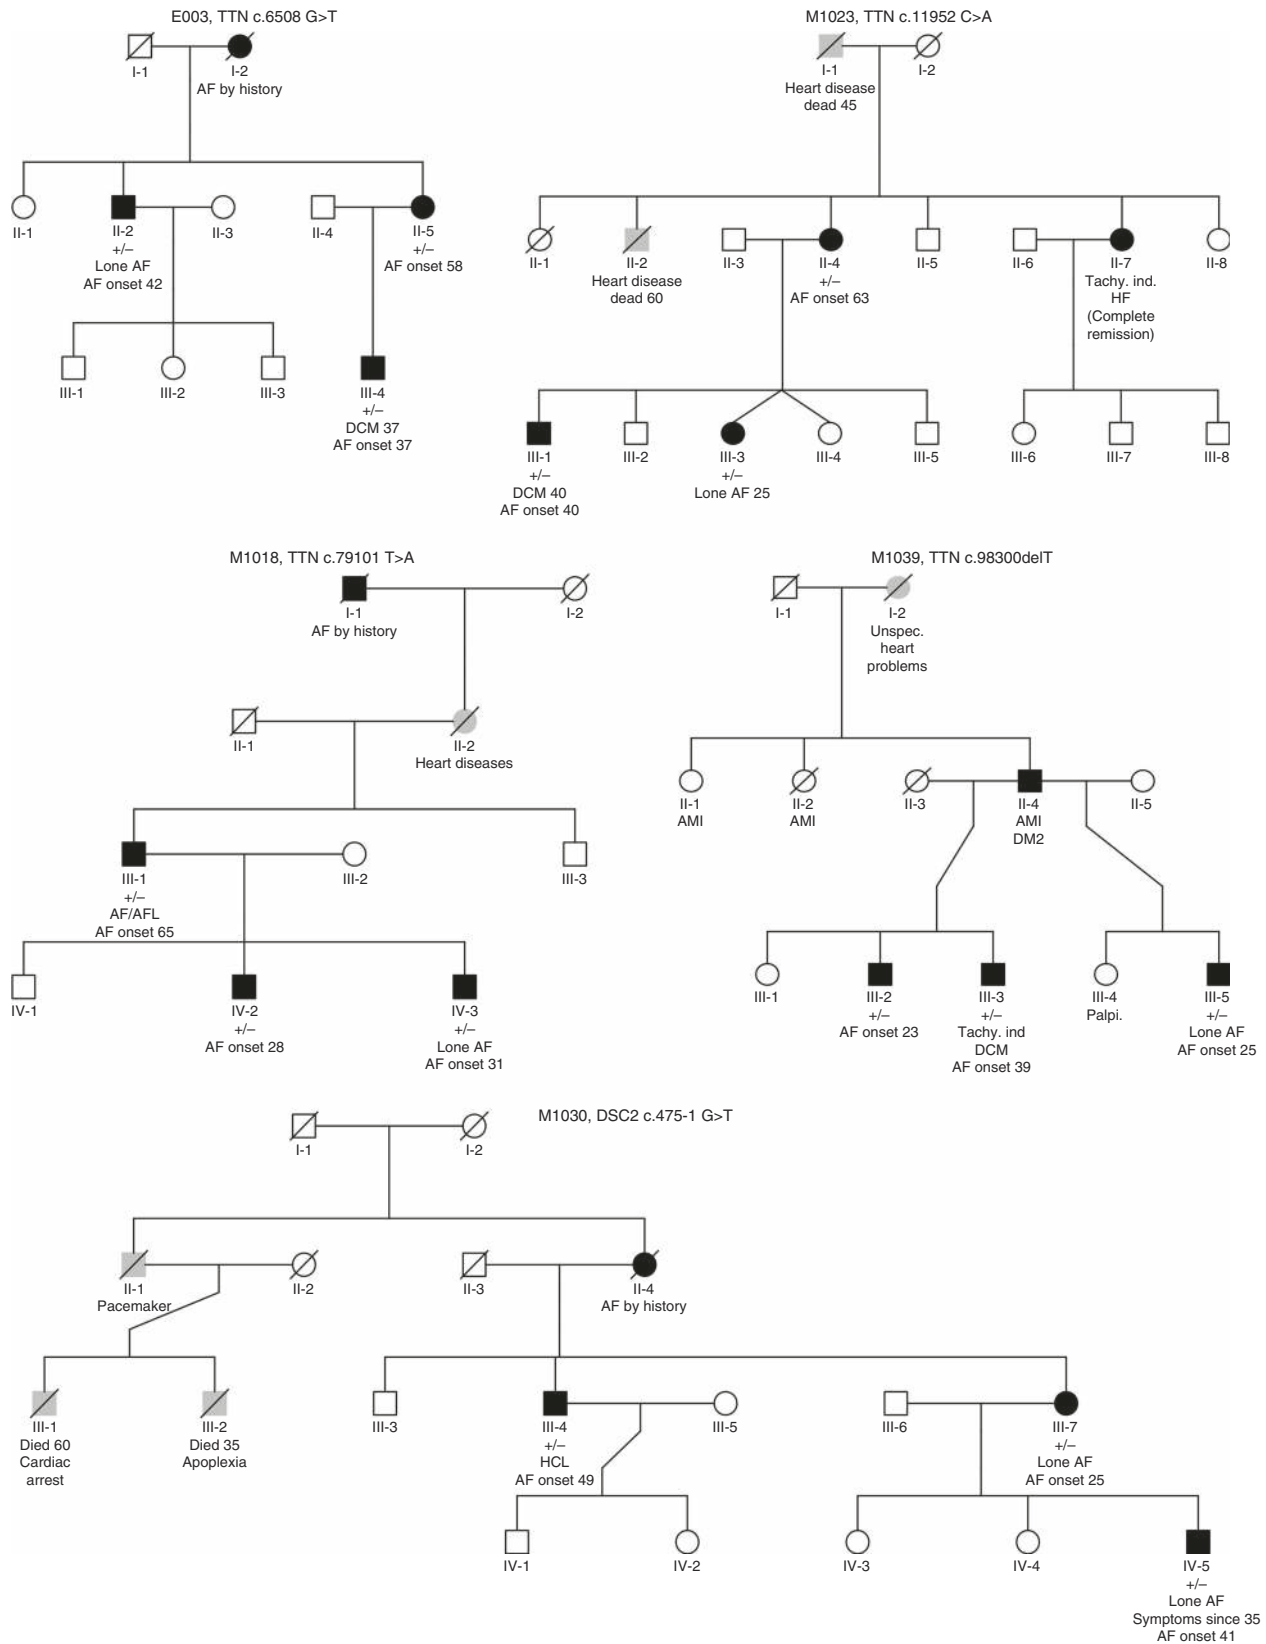 E003, TTN c.6508 G>T
I-1
I-2
AF by history
II-1
II-2
+/–
Lone AF
AF onset 42
II-3
II-4
II-5
+/–
AF onset 58
III-1
III-2
III-3
III-4
+/–
DCM 37
AF onset 37
M1023, TTN c.11952 C>A
I-1
Heart disease
dead 45
I-2
II-1
II-2
Heart disease
dead 60
II-3
II-4
+/–
AF onset 63
II-5
II-6
II-7
Tachy. ind.
HF
(Complete
remission)
II-8
III-1
+/–
DCM 40
AF onset 40
III-2
III-3
+/–
Lone AF 25
III-4
III-5
III-6
III-7
III-8
M1018, TTN c.79101 T>A
I-1
AF by history
I-2
II-1
II-2
Heart diseases
III-1
+/–
AF/AFL
AF onset 65
III-2
III-3
IV-1
IV-2
+/–
AF onset 28
IV-3
+/–
Lone AF
AF onset 31
M1039, TTN c.98300delT
I-1
I-2
Unspec.
heart
problems
II-1
AMI
II-2
AMI
II-3
II-4
AMI
DM2
II-5
III-1
III-2
+/–
AF onset 23
III-3
+/–
Tachy. ind
DCM
AF onset 39
III-4
Palpi.
III-5
+/–
Lone AF
AF onset 25
M1030, DSC2 c.475-1 G>T
I-1
I-2
II-1
Pacemaker
II-2
II-3
II-4
AF by history
III-1
Died 60
Cardiac
arrest
III-2
Died 35
Apoplexia
III-3
III-4
+/–
HCL
AF onset 49
III-5
III-6
III-7
+/–
Lone AF
AF onset 25
IV-1
IV-2
IV-3
IV-4
IV-5
+/–
Lone AF
Symptoms since 35
AF onset 41